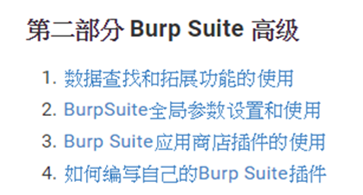 第二部分 Burp Suite 高级
1. 数据查找和拓展功能的使用
2. BurpSuite全局参数设置和使用
3. Burp Suite应用商店插件的使用
4. 如何编写自己的Burp Suite插件